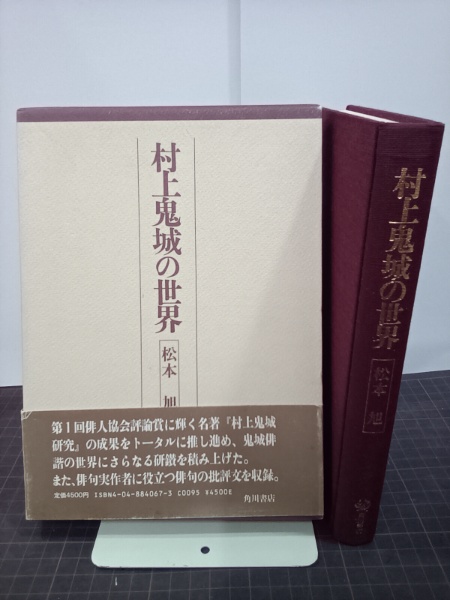 村上鬼城の世界
松本 旭
第1回俳人協会評論賞に輝く名著『村上鬼城
研究』の成果をトータルに推し進め、鬼城俳
諧の世界にさらなる研鑽を積み上げた。
また、俳句実作者に役立つ俳句の批評文を収録。
定価4500円 ISBN4-04-884067-3 C0095 ¥4500E
角川書店
村上鬼城の世界
松本 旭